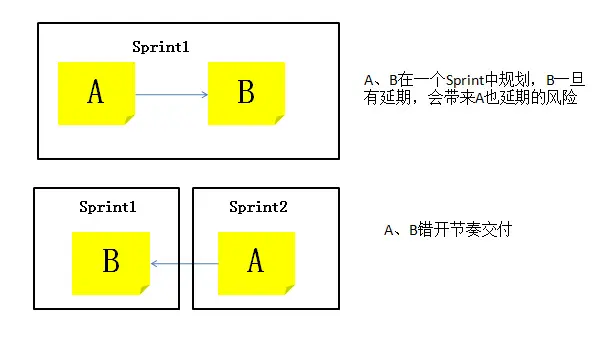 Sprint1
A
B
A、B在一个Sprint中规划，B一旦
有延期，会带来A也延期的风险
Sprint1
Sprint2
B
A
A、B错开节奏交付